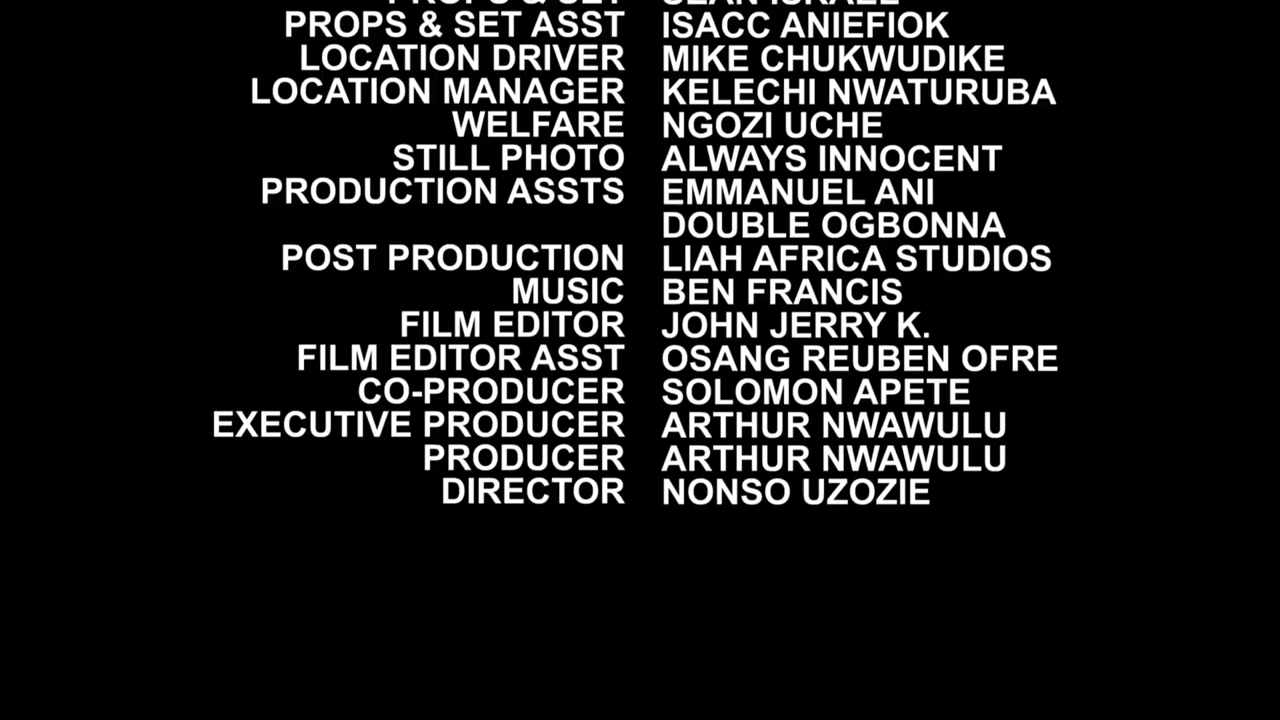 PROPS & SET SEAN ISRAEL
PROPS & SET ASST ISACC ANIEFIOK
LOCATION DRIVER MIKE CHUKWUDIKE
LOCATION MANAGER KELECHI NWATURUBA
WELFARE NGOZI UCHE
STILL PHOTO ALWAYS INNOCENT
PRODUCTION ASSTS EMMANUEL ANI
DOUBLE OGBONNA
POST PRODUCTION LIAH AFRICA STUDIOS
MUSIC BEN FRANCIS
FILM EDITOR JOHN JERRY K.
FILM EDITOR ASST OSANG REUBEN OFRE
CO-PRODUCER SOLOMON APETE
EXECUTIVE PRODUCER ARTHUR NWAWULU
PRODUCER ARTHUR NWAWULU
DIRECTOR NONSO UZOZIE